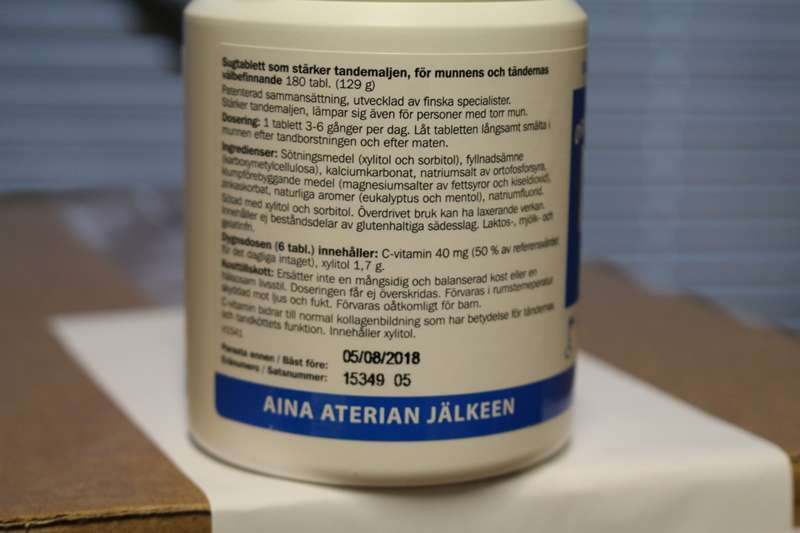 Sugtablett som stärker tandemaljen, för munnens och tändernas
välbefinnande 180 tabl. (129 g)
Patenterad sammansättning, utvecklad av finska specialister.
Stärker tandemaljen, lämpar sig även för personer med torr mun.
Dosering: 1 tablett 3-6 gånger per dag. Låt tabletten långsamt smälta i
munnen efter tandborstningen och efter maten.
Ingredienser: Sötningsmedel (xylitol och sorbitol), fyllnadsämne
(karboxymetylcellulosa), kalciumkarbonat, natriumsalt av ortofosforsyra,
klumpförebyggande medel (magnesiumsalter av fettsyror och kiseldioxid),
zinkaskorbat, naturliga aromer (eukalyptus och mentol), natriumfluorid.
Sötad med xylitol och sorbitol. Överdrivet bruk kan ha laxerande verkan.
Innehåller ej beståndsdelar av glutenhaltiga sädesslag. Laktos-, mjölk- och
gelatinfri.
Dygnsdosen (6 tabl.) innehåller: C-vitamin 40 mg (50 % av referensvärdet
för det dagliga intaget), xylitol 1,7 g.
Kosttillskott: Ersätter inte en mångsidig och balanserad kost eller en
hälsosam livsstil. Doseringen får ej överskridas. Förvaras i rumstemperatur
skyddad mot ljus och fukt. Förvaras oåtkomligt för barn.
C-vitamin bidrar till normal kollagenbildning som har betydelse för tändernas
och tandköttets funktion. Innehåller xylitol.
Parasta ennen / Bäst före: 05/08/2018
Eränumero / Satsnummer: 15349 05
AINA ATERIAN JÄLKEEN